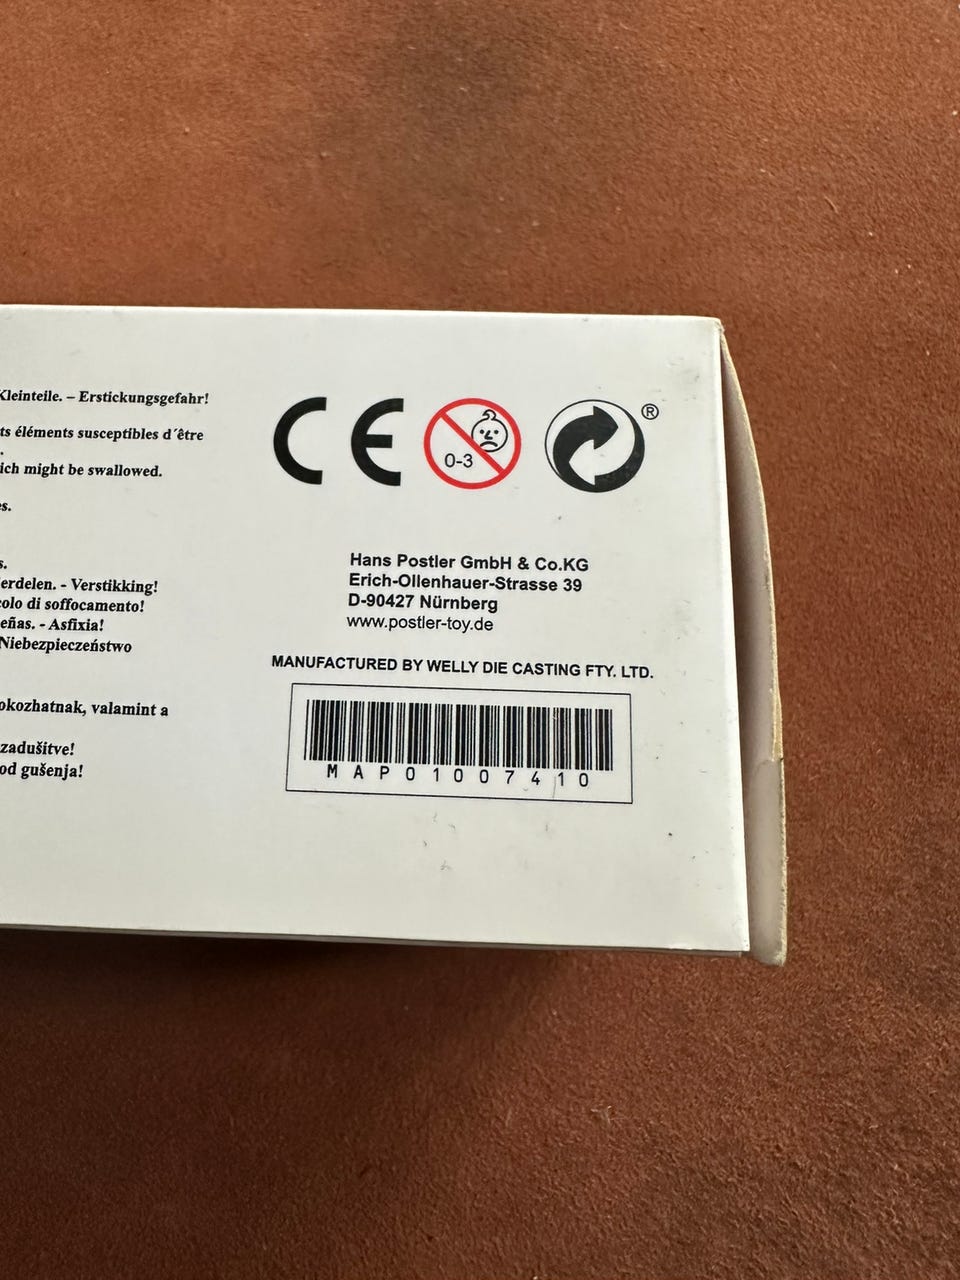 Kleinteile. – Erstickungsgefahr!
ts éléments susceptibles d´être
ich might be swallowed.
es.
s.
erdelen. - Verstikking!
colo di soffocamento!
eñas. - Asfixia!
Niebezpieczeństwo
okozhatnak, valamint a
zadušitve!
od gušenja!
CE
0-3
®
Hans Postler GmbH & Co.KG
Erich-Ollenhauer-Strasse 39
D-90427 Nürnberg
www.postler-toy.de
MANUFACTURED BY WELLY DIE CASTING FTY. LTD.
MAP01007410